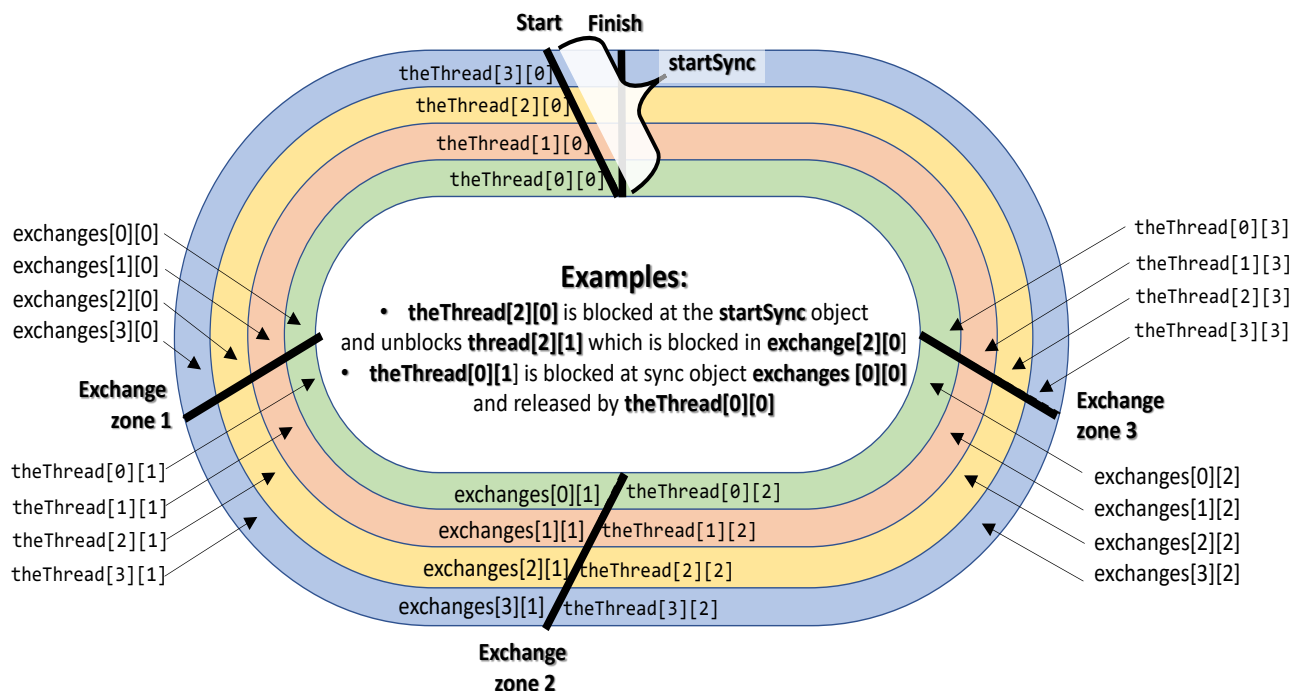 Start
Finish
startSync
theThread[3][0]
theThread[2][0]
theThread[1][0]
theThread[0][0]
exchanges[0][0]
exchanges[1][0]
exchanges[2][0]
exchanges[3][0]
Exchange
zone 1
theThread[0][3]
theThread[1][3]
theThread[2][3]
theThread[3][3]
Exchange
zone 3
Examples:
• theThread[2][0] is blocked at the startSync object
and unblocks thread[2][1] which is blocked in exchange[2][0]
• theThread[0][1] is blocked at sync object exchanges [0][0]
and released by theThread[0][0]
theThread[0][1]
theThread[1][1]
theThread[2][1]
theThread[3][1]
exchanges[0][1] theThread[0][2]
exchanges[1][1] theThread[1][2]
exchanges[2][1] theThread[2][2]
exchanges[3][1] theThread[3][2]
Exchange
zone 2
exchanges[0][2]
exchanges[1][2]
exchanges[2][2]
exchanges[3][2]